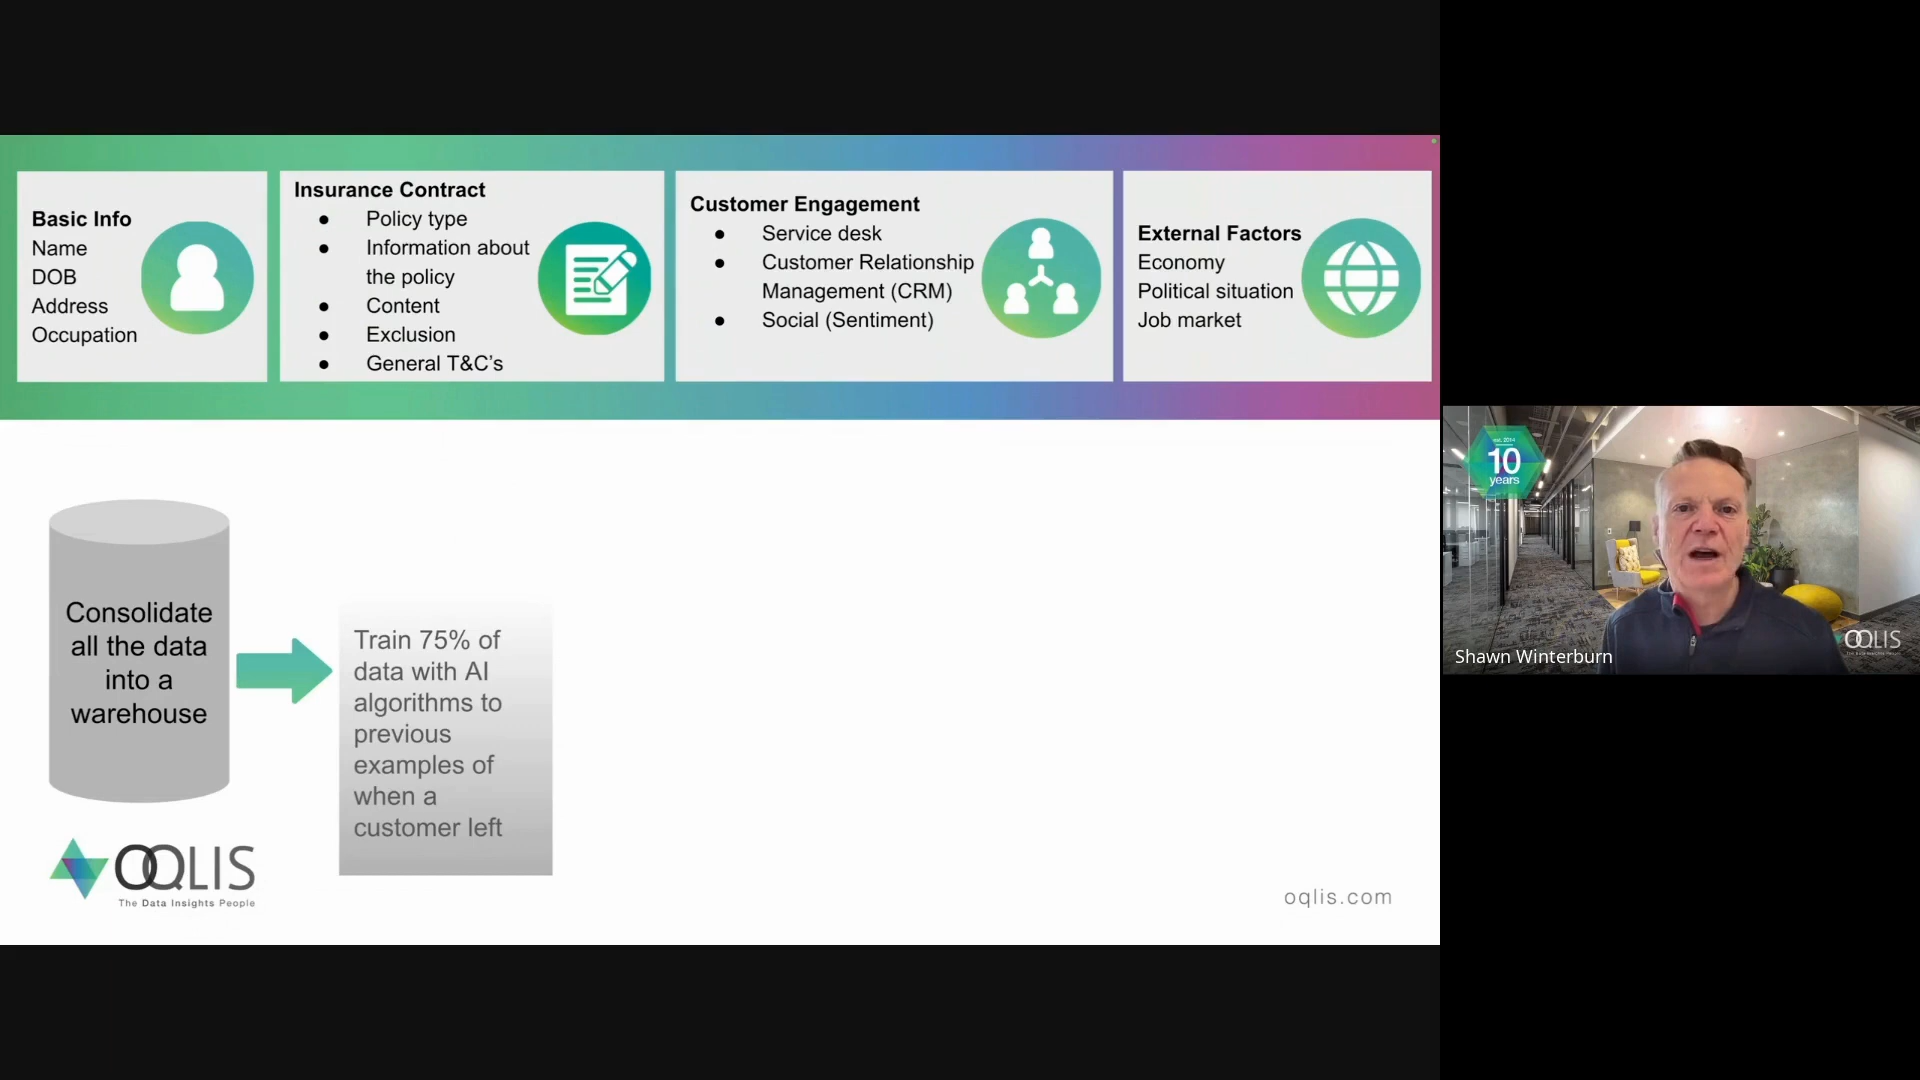 Basic Info
Name
DOB
Address
Occupation
Insurance Contract
● Policy type
● Information about
the policy
● Content
● Exclusion
● General T&C’s
Customer Engagement
● Service desk
● Customer Relationship
Management (CRM)
● Social (Sentiment)
External Factors
Economy
Political situation
Job market
Consolidate
all the data
into a
warehouse
Train 75% of
data with AI
algorithms to
previous
examples of
when a
customer left
OQLIS
The Data Insights People
oqlis.com
est. 2014
10
years
OQLIS
Shawn Winterburn